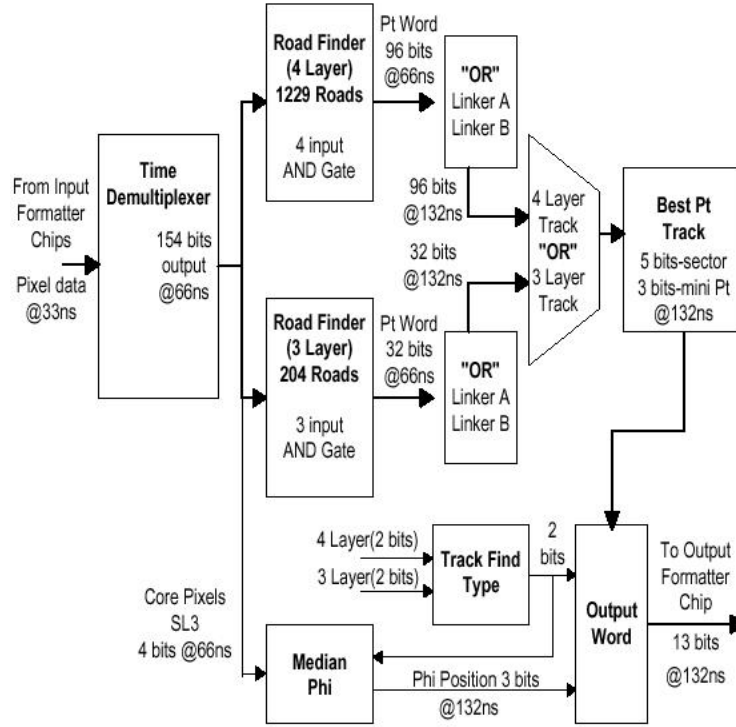 From Input
Formatter
Chips
Pixel data
@33ns
Time
Demultiplexer
154 bits
output
@66ns
Road Finder
(4 Layer)
1229 Roads
4 input
AND Gate
Pt Word
96 bits
@66ns
"OR"
Linker A
Linker B
96 bits
@132ns
32 bits
@132ns
Road Finder
(3 Layer)
204 Roads
3 input
AND Gate
Pt Word
32 bits
@66ns
"OR"
Linker A
Linker B
4 Layer
Track
"OR"
3 Layer
Track
Best Pt
Track
5 bits-sector
3 bits-mini Pt
@132ns
4 Layer(2 bits)
3 Layer(2 bits)
Track Find
Type
2
bits
Core Pixels
SL3
4 bits @66ns
Median
Phi
Phi Position 3 bits
@132ns
Output
Word
To Output
Formatter
Chip
13 bits
@132ns